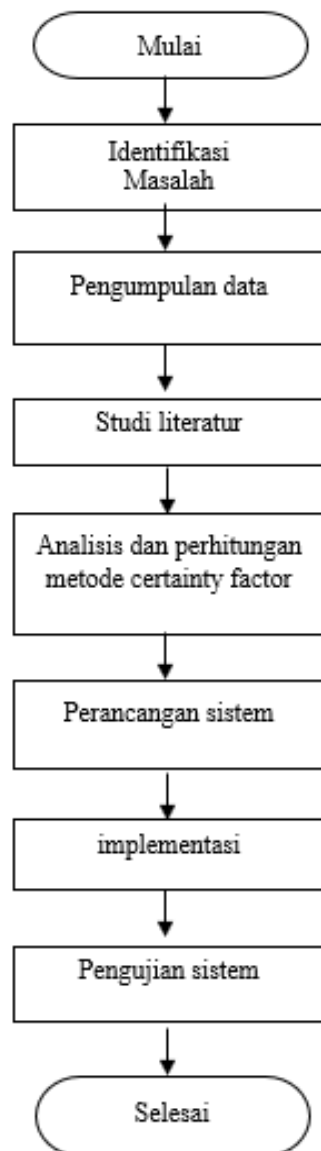 Mulai
Identifikasi
Masalah
Pengumpulan data
Studi literatur
Analisis dan perhitungan
metode certainty factor
Perancangan sistem
implementasi
Pengujian sistem
Selesai